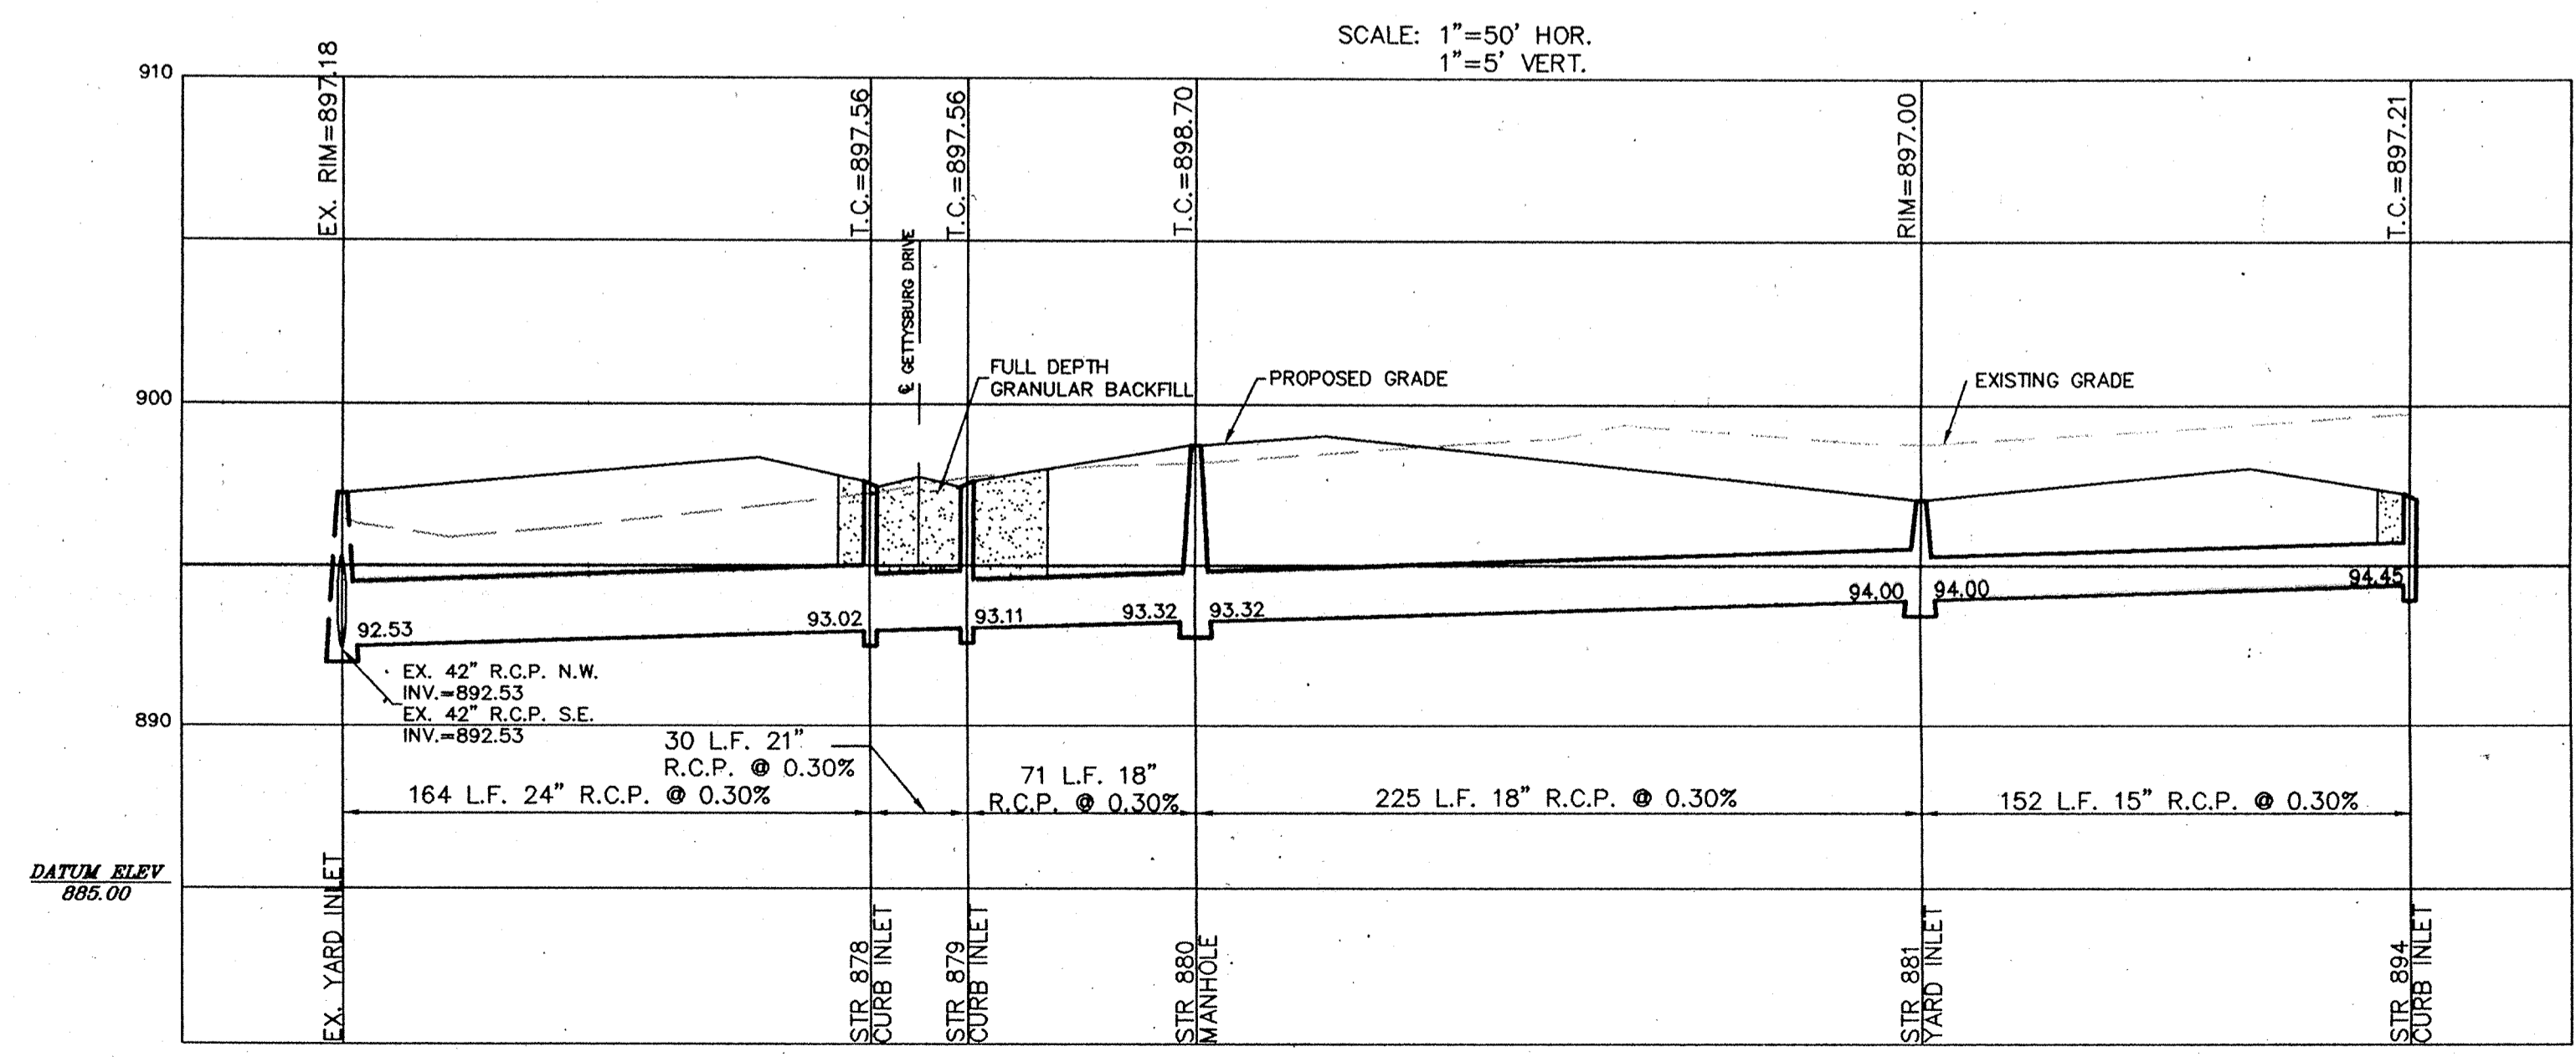 SCALE: 1"=50' HOR.
1"=5' VERT.
910
EX. RIM=897.18
T.C.=897.56
T.C.=897.56
T.C.=898.70
RIM=897.00
T.C.=897.21
℄ GETTYSBURG DRIVE
FULL DEPTH
GRANULAR BACKFILL
PROPOSED GRADE
EXISTING GRADE
900
92.53
93.02
93.11
93.32
93.32
94.00
94.00
94.45
EX. 42" R.C.P. N.W.
INV.=892.53
EX. 42" R.C.P. S.E.
INV.=892.53
890
30 L.F. 21"
R.C.P. @ 0.30%
164 L.F. 24" R.C.P. @ 0.30%
71 L.F. 18"
R.C.P. @ 0.30%
225 L.F. 18" R.C.P. @ 0.30%
152 L.F. 15" R.C.P. @ 0.30%
DATUM ELEV
885.00
EX. YARD INLET
STR 878
CURB INLET
STR 879
CURB INLET
STR 880
MANHOLE
STR 881
YARD INLET
STR 894
CURB INLET